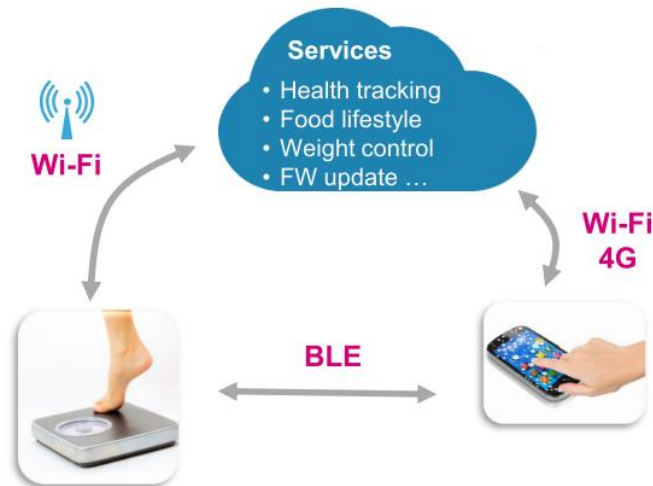 Services
• Health tracking
• Food lifestyle
• Weight control
• FW update ...
Wi-Fi
Wi-Fi
4G
BLE